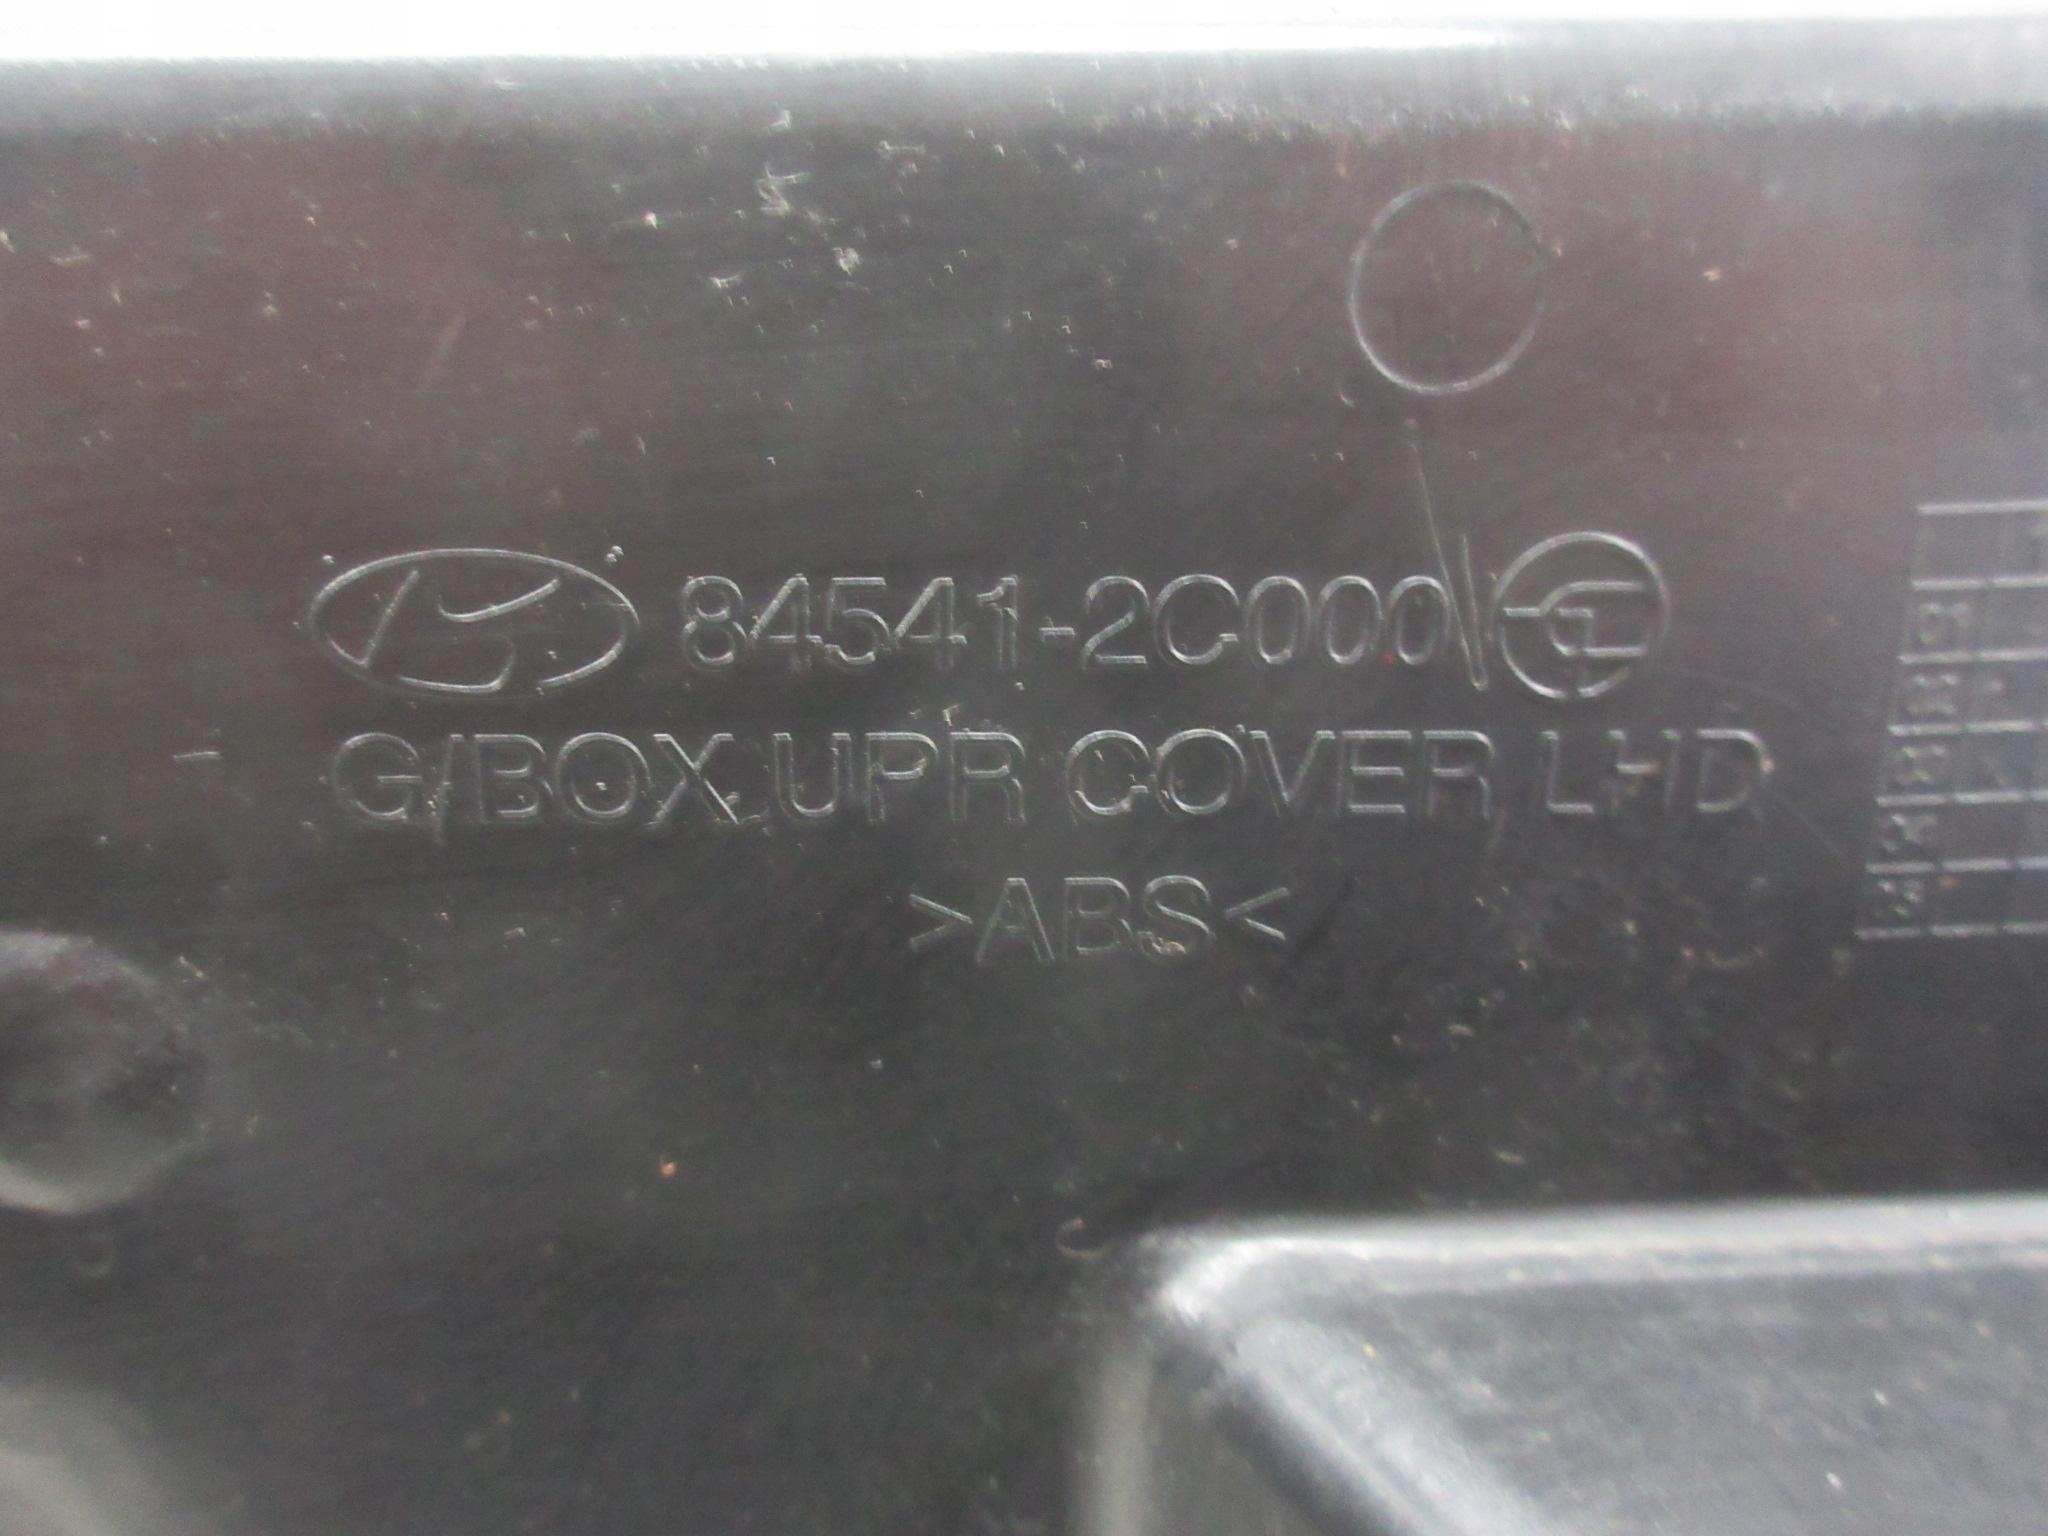 84541-2C000
G/BOX UPR COVER LHD
>ABS<